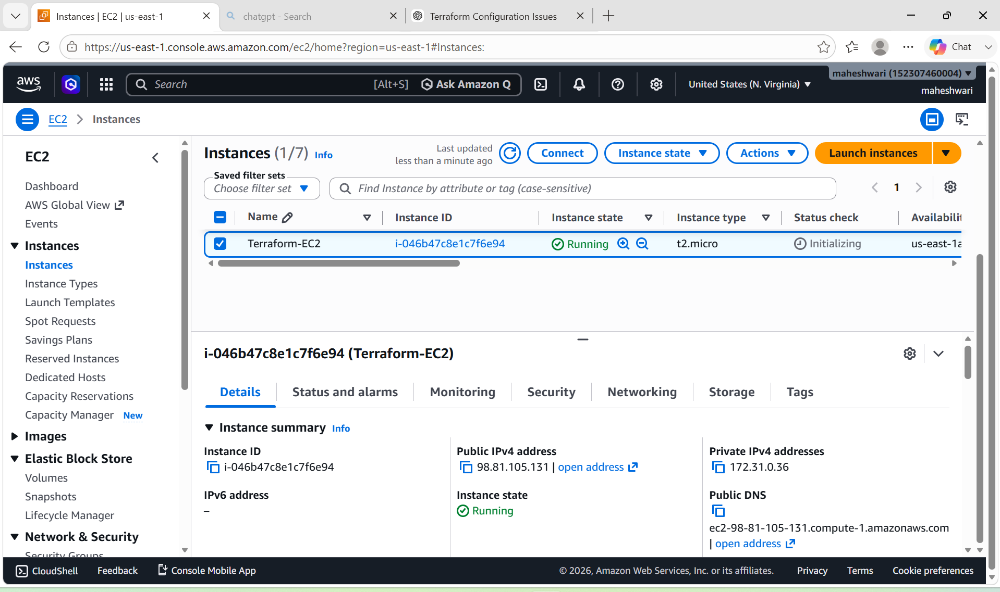 Instances | EC2 | us-east-1
chatgpt - Search
Terraform Configuration Issues
https://us-east-1.console.aws.amazon.com/ec2/home?region=us-east-1#Instances:
Chat
aws
Search
[Alt+S]
Ask Amazon Q
United States (N. Virginia)
maheshwari (152307460004)
maheshwari
EC2
Instances
EC2
Dashboard
AWS Global View
Events
Instances
Instances
Instance Types
Launch Templates
Spot Requests
Savings Plans
Reserved Instances
Dedicated Hosts
Capacity Reservations
Capacity Manager New
Images
Elastic Block Store
Volumes
Snapshots
Lifecycle Manager
Network & Security
Security Groups
Instances (1/7) Info
Last updated
less than a minute ago
Connect
Instance state
Actions
Launch instances
Saved filter sets
Choose filter set
Find Instance by attribute or tag (case-sensitive)
1
Name
Instance ID
Instance state
Instance type
Status check
Availabilit
Terraform-EC2
i-046b47c8e1c7f6e94
Running
t2.micro
Initializing
us-east-1a
i-046b47c8e1c7f6e94 (Terraform-EC2)
Details
Status and alarms
Monitoring
Security
Networking
Storage
Tags
Instance summary Info
Instance ID
i-046b47c8e1c7f6e94
Public IPv4 address
98.81.105.131 | open address
Private IPv4 addresses
172.31.0.36
IPv6 address
–
Instance state
Running
Public DNS
ec2-98-81-105-131.compute-1.amazonaws.com
| open address
CloudShell
Feedback
Console Mobile App
© 2026, Amazon Web Services, Inc. or its affiliates.
Privacy
Terms
Cookie preferences